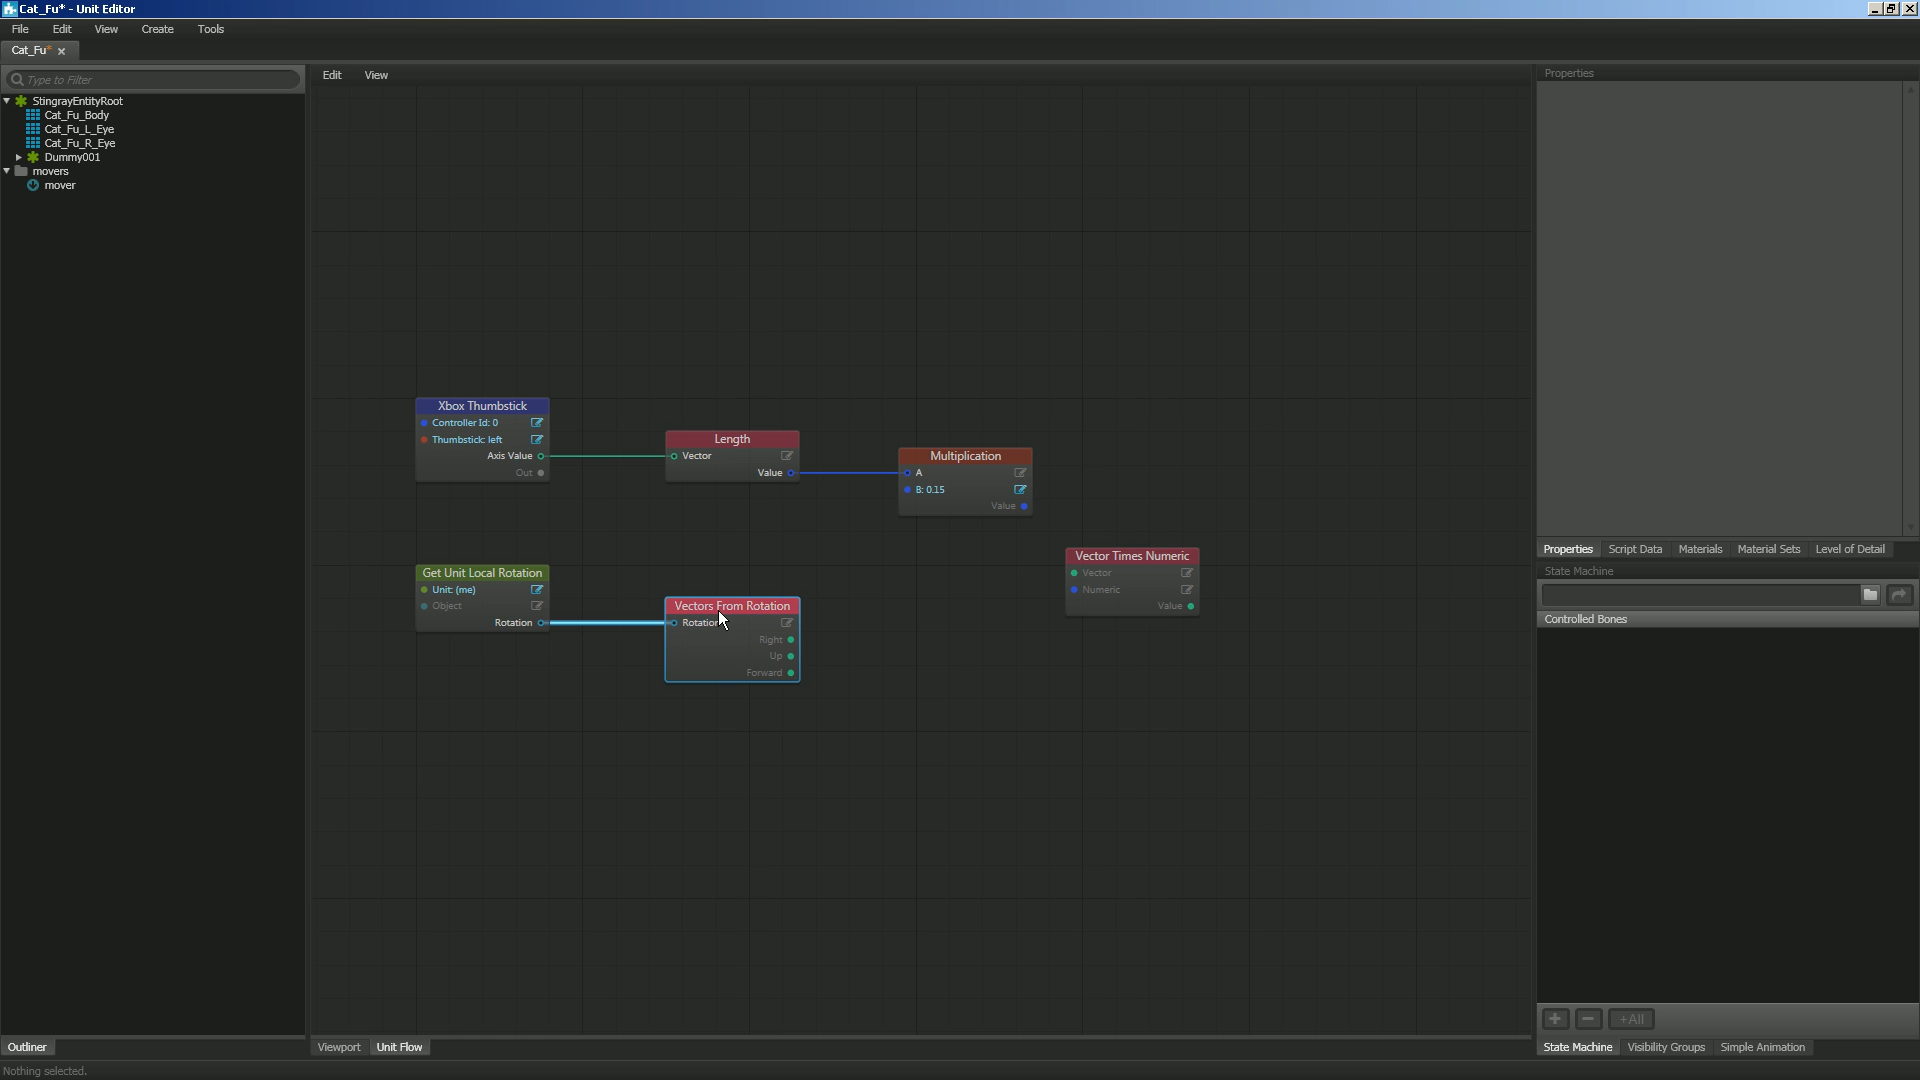 Cat_Fu* - Unit Editor
File Edit View Create Tools
Cat_Fu*
Type to Filter
StingrayEntityRoot
Cat_Fu_Body
Cat_Fu_L_Eye
Cat_Fu_R_Eye
Dummy001
movers
mover
Outliner
Nothing selected.
Edit View
Xbox Thumbstick
Controller Id: 0
Thumbstick: left
Axis Value
Out
Length
Vector
Value
Multiplication
A
B: 0.15
Value
Get Unit Local Rotation
Unit: (me)
Object
Rotation
Vectors From Rotation
Rotation
Right
Up
Forward
Vector Times Numeric
Vector
Numeric
Value
Viewport Unit Flow
Properties
Properties Script Data Materials Material Sets Level of Detail
State Machine
Controlled Bones
+All
State Machine Visibility Groups Simple Animation